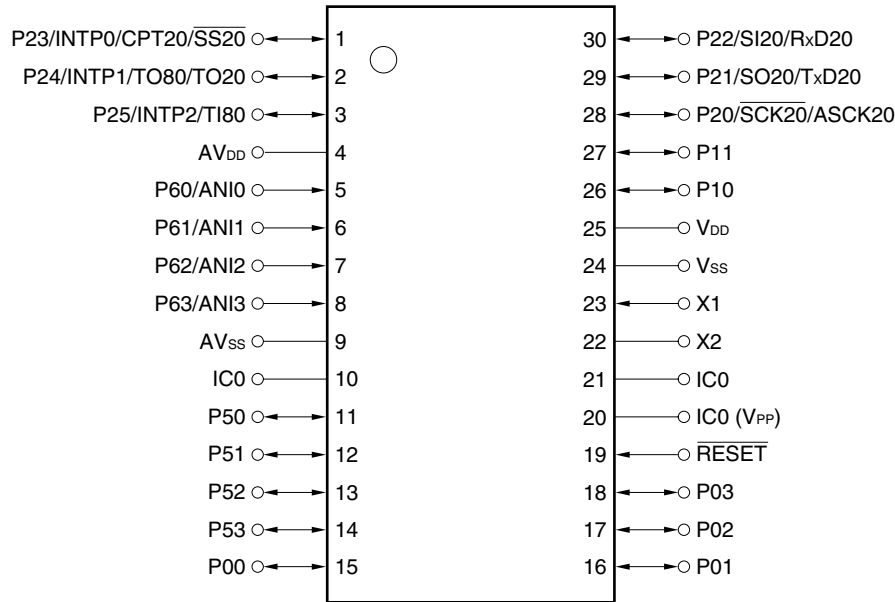 P23/INTP0/CPT20/SS20 1 30 P22/SI20/RxD20
P24/INTP1/TO80/TO20 2 29 P21/SO20/TxD20
P25/INTP2/TI80 3 28 P20/SCK20/ASCK20
AVDD 4 27 P11
P60/ANI0 5 26 P10
P61/ANI1 6 25 VDD
P62/ANI2 7 24 VSS
P63/ANI3 8 23 X1
AVSS 9 22 X2
IC0 10 21 IC0
P50 11 20 IC0 (VPP)
P51 12 19 RESET
P52 13 18 P03
P53 14 17 P02
P00 15 16 P01